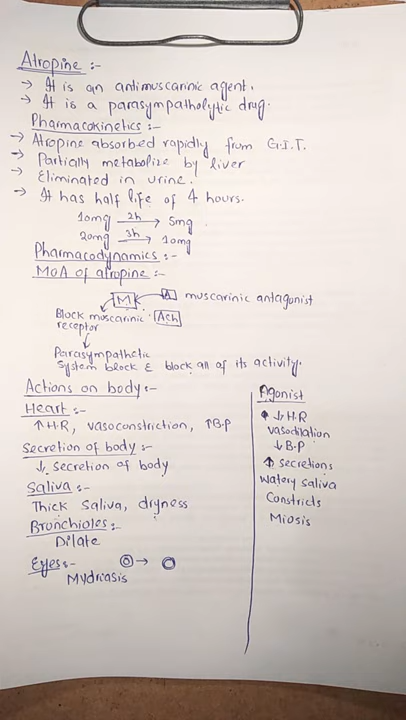 Atropine :-
→ It is an antimuscarinic agent.
→ It is a parasympatholytic drug.
Pharmacokinetics :-
→ Atropine absorbed rapidly from G.I.T.
→ Partially metabolize by liver
→ Eliminated in urine.
→ It has half life of 4 hours.
10mg 2h→ 5mg.
20mg 3h→ 10mg
Pharmacodynamics :-
MoA of atropine :-
M A muscarinic antagonist
Block muscarinic Ach
receptor
Parasympathetic
System block & block all of its activity.
Actions on body :-
Heart :-
↑H.R, vasoconstriction, ↑B.P
Secretion of body :-
↓ secretion of body
Saliva :-
Thick Saliva, dryness
Bronchioles :-
Dilate
Eyes :- →
Mydriasis
Agonist
↓H.R
vasodilation
↓B.P
↑ secretions
watery saliva
Constricts
Miosis